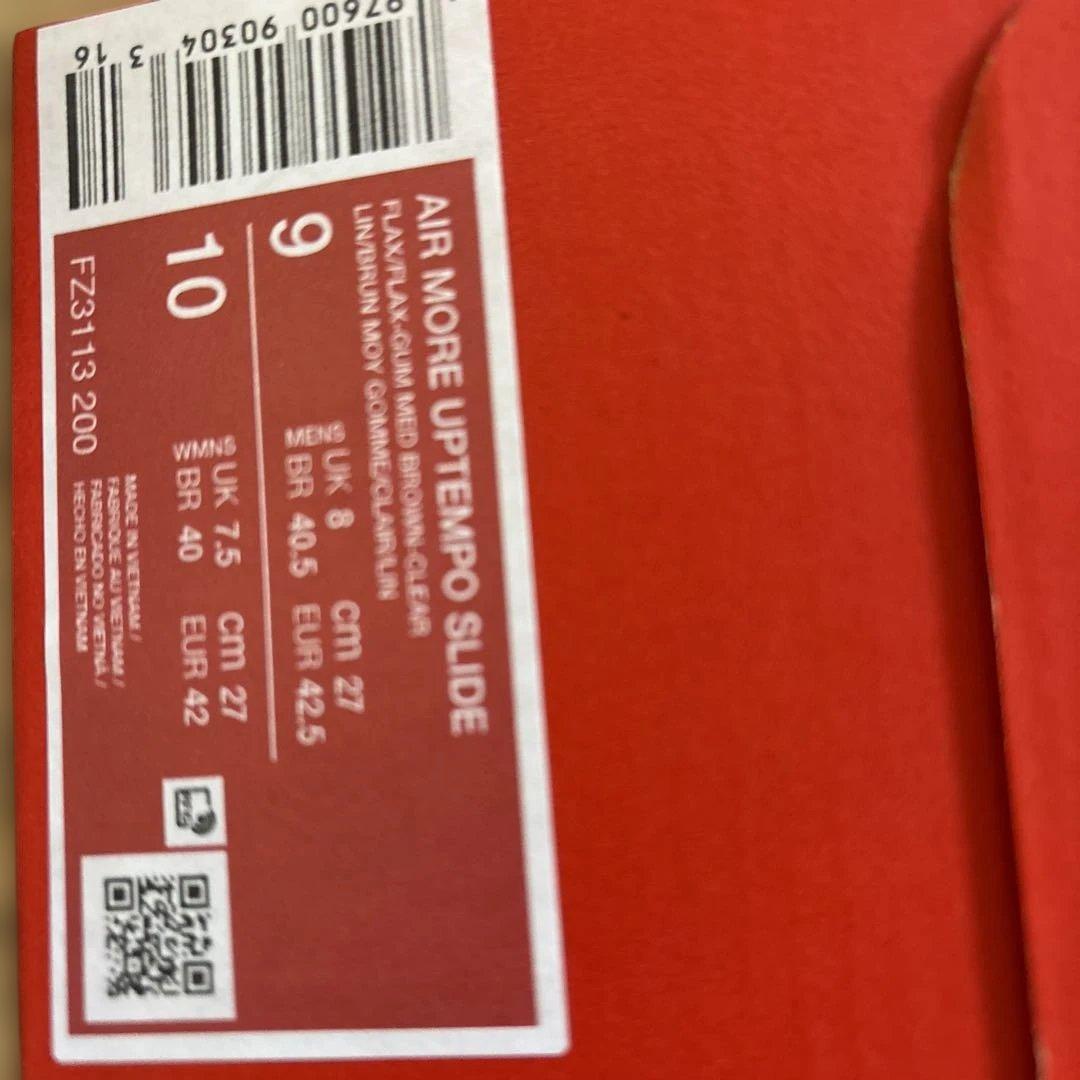 AIR MORE UPTEMPO SLIDE
FLAX/FLAX-GUM MED BROWN-CLEAR
LIN/BRUN MOY GOMME/CLAIR/LIN
9
MENS UK 8 cm 27
BR 40.5 EUR 42.5
10
WMNS UK 7.5 cm 27
BR 40 EUR 42
FZ3113 200
MADE IN VIETNAM /
FABRIQUE AU VIETNAM /
FABRICADO NO VIETNÃ /
HECHO EN VIETNAM
97600 90304 3 16